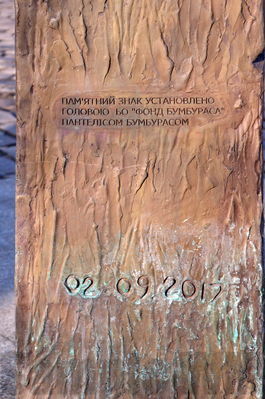 ПАМ'ЯТНИЙ ЗНАК УСТАНОВЛЕНО
ГОЛОВОЮ БО "ФОНД БУМБУРАСА"
ПАНТЕЛІСОМ БУМБУРАСОМ
02.09.2017